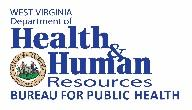 WEST VIRGINIA
Department of
Health
&
Human
Resources
BUREAU FOR PUBLIC HEALTH